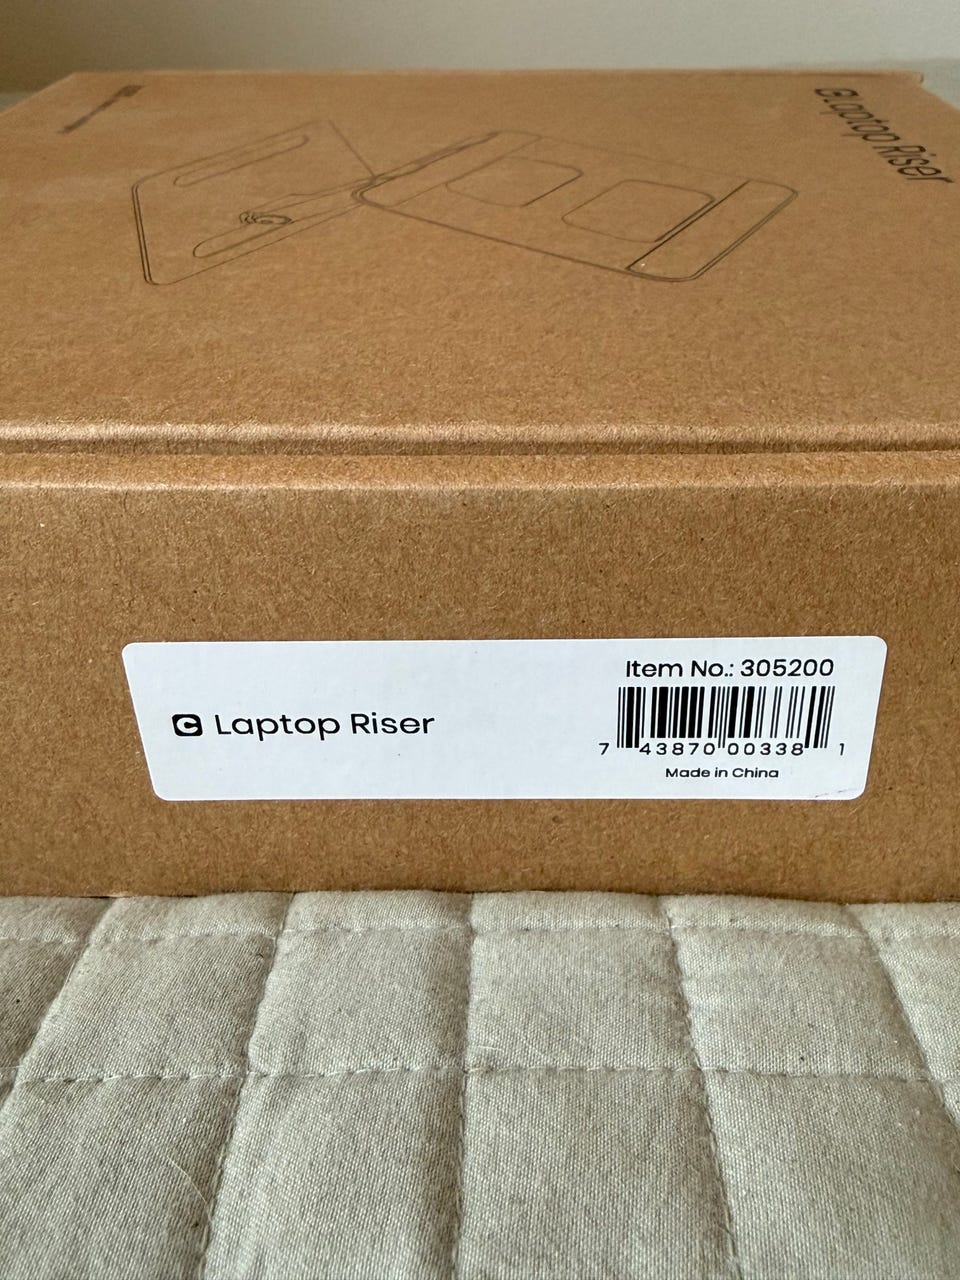 Laptop Riser
Laptop Riser
Item No.: 305200
7 43870 00338 1
Made in China